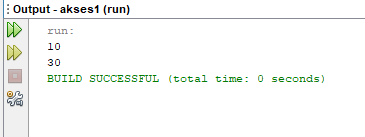 Output - akses1 (run)
run:
10
30
BUILD SUCCESSFUL (total time: 0 seconds)